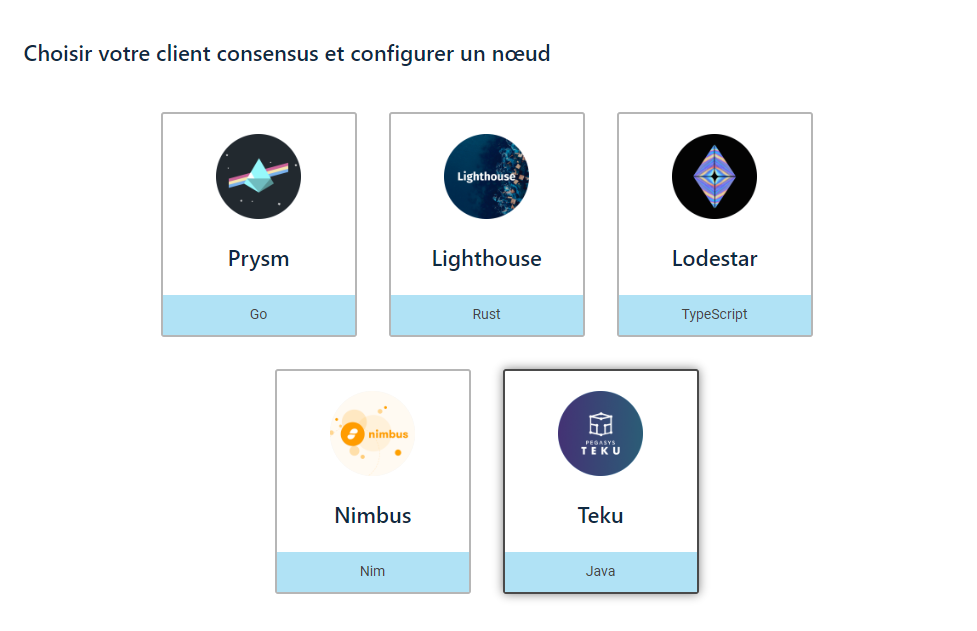 Choisir votre client consensus et configurer un nœud
Lighthouse
Prysm
Lighthouse
Lodestar
Go
Rust
TypeScript
nimbus
PEGASYS
TEKU
Nimbus
Teku
Nim
Java